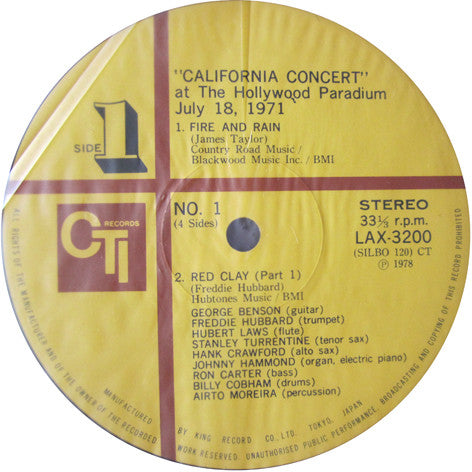 "CALIFORNIA CONCERT"
at The Hollywood Paradium
July 18, 1971
SIDE 1
1. FIRE AND RAIN
(James Taylor)
Country Road Music /
Blackwood Music Inc. / BMI
CTI RECORDS
NO. 1
(4 Sides)
STEREO
33⅓ r.p.m.
LAX-3200
(SILBO 120) CT
Ⓟ 1978
2. RED CLAY (Part 1)
(Freddie Hubbard)
Hubtones Music / BMI
GEORGE BENSON (guitar)
FREDDIE HUBBARD (trumpet)
HUBERT LAWS (flute)
STANLEY TURRENTINE (tenor sax)
HANK CRAWFORD (alto sax)
JOHNNY HAMMOND (organ, electric piano)
RON CARTER (bass)
BILLY COBHAM (drums)
AIRTO MOREIRA (percussion)
MANUFACTURED BY KING RECORD CO., LTD. TOKYO, JAPAN
ALL RIGHTS OF THE MANUFACTURER AND OF THE OWNER OF THE RECORDED WORK RESERVED. UNAUTHORISED PUBLIC PERFORMANCE, BROADCASTING AND COPYING OF THIS RECORD PROHIBITED